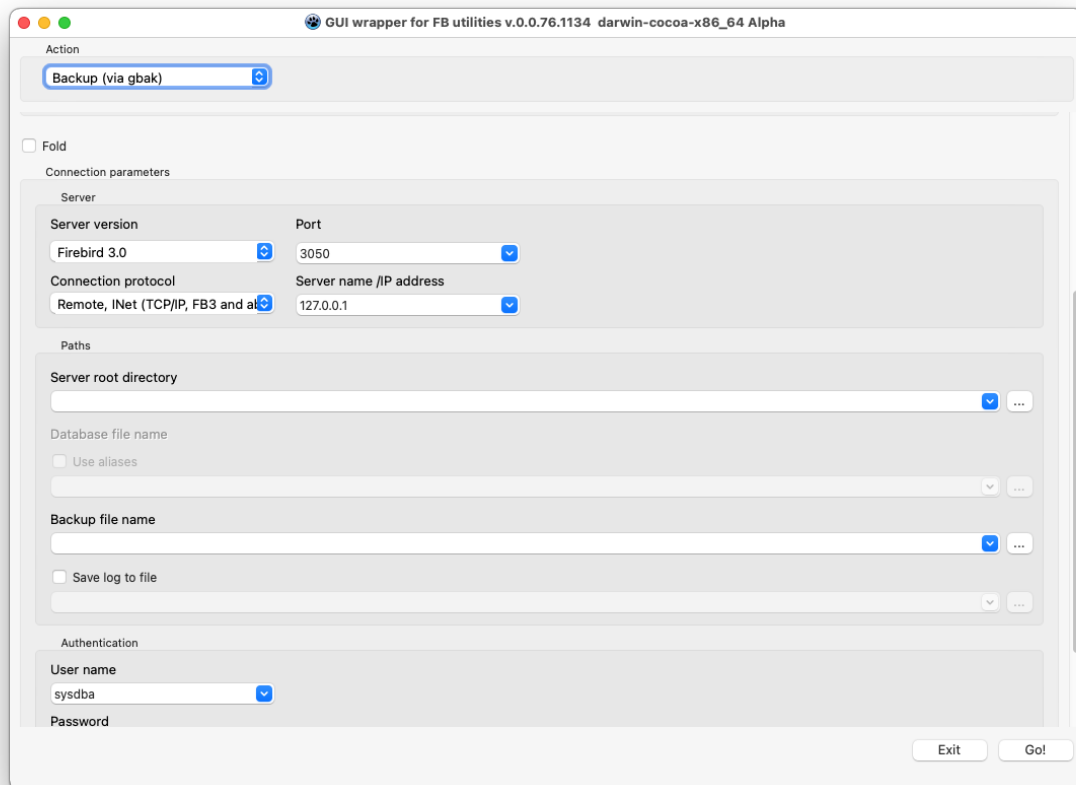 GUI wrapper for FB utilities v.0.0.76.1134 darwin-cocoa-x86_64 Alpha
Action
Backup (via gbak)
Fold
Connection parameters
Server
Server version
Port
Firebird 3.0
3050
Connection protocol
Server name /IP address
Remote, INet (TCP/IP, FB3 and ab
127.0.0.1
Paths
Server root directory
...
Database file name
Use aliases
...
Backup file name
...
Save log to file
...
Authentication
User name
sysdba
Password
Exit
Go!